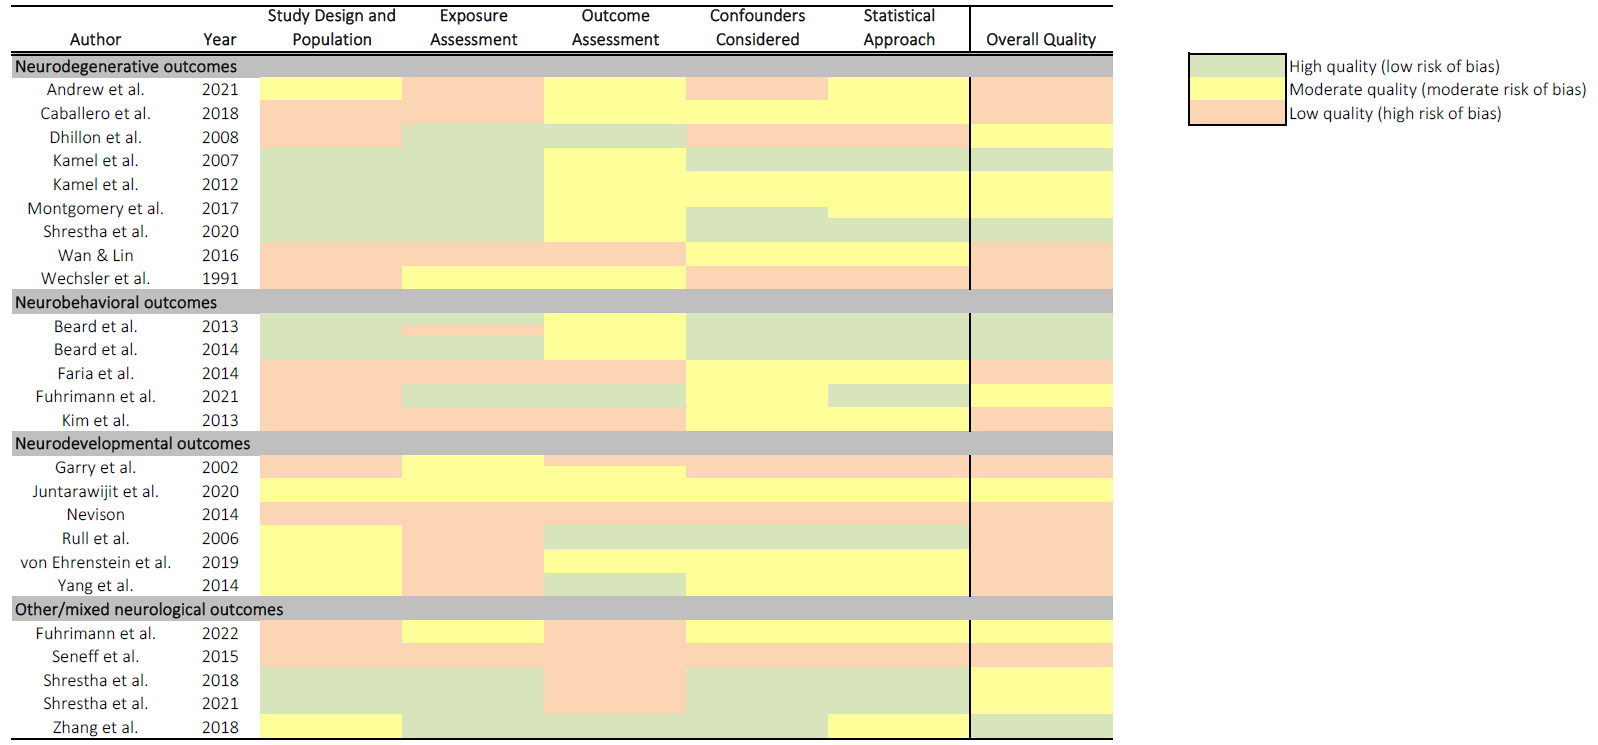 Study Design and Exposure Outcome Confounders Statistical
Author Year Population Assessment Assessment Considered Approach Overall Quality
Neurodegenerative outcomes
Andrew et al. 2021
Caballero et al. 2018
Dhillon et al. 2008
Kamel et al. 2007
Kamel et al. 2012
Montgomery et al. 2017
Shrestha et al. 2020
Wan & Lin 2016
Wechsler et al. 1991
Neurobehavioral outcomes
Beard et al. 2013
Beard et al. 2014
Faria et al. 2014
Fuhrimann et al. 2021
Kim et al. 2013
Neurodevelopmental outcomes
Garry et al. 2002
Juntarawijit et al. 2020
Nevison 2014
Rull et al. 2006
von Ehrenstein et al. 2019
Yang et al. 2014
Other/mixed neurological outcomes
Fuhrimann et al. 2022
Seneff et al. 2015
Shrestha et al. 2018
Shrestha et al. 2021
Zhang et al. 2018
High quality (low risk of bias)
Moderate quality (moderate risk of bias)
Low quality (high risk of bias)